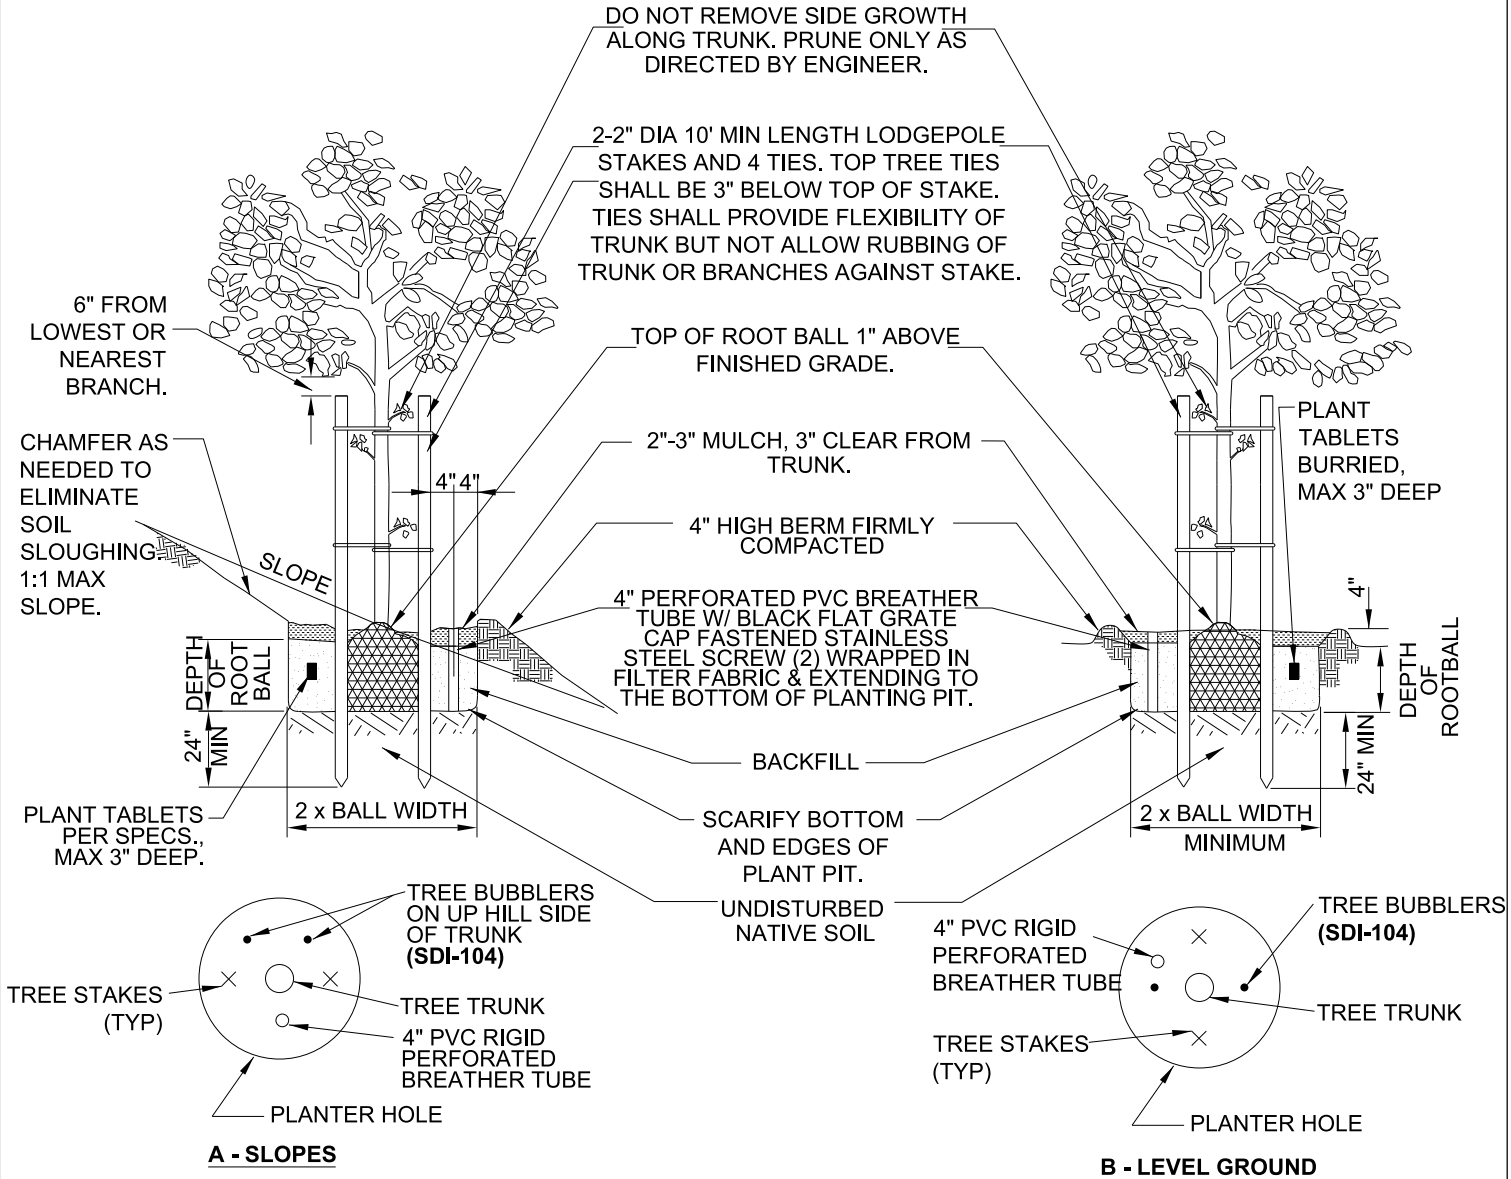 DO NOT REMOVE SIDE GROWTH
ALONG TRUNK. PRUNE ONLY AS
DIRECTED BY ENGINEER.
2-2" DIA 10' MIN LENGTH LODGEPOLE
STAKES AND 4 TIES. TOP TREE TIES
SHALL BE 3" BELOW TOP OF STAKE.
TIES SHALL PROVIDE FLEXIBILITY OF
TRUNK BUT NOT ALLOW RUBBING OF
TRUNK OR BRANCHES AGAINST STAKE.
6" FROM
LOWEST OR
NEAREST
BRANCH.
TOP OF ROOT BALL 1" ABOVE
FINISHED GRADE.
PLANT
TABLETS
BURRIED,
MAX 3" DEEP
CHAMFER AS
NEEDED TO
ELIMINATE
SOIL
SLOUGHING.
1:1 MAX
SLOPE.
2"-3" MULCH, 3" CLEAR FROM
TRUNK.
4" 4"
4" HIGH BERM FIRMLY
COMPACTED
SLOPE
4" PERFORATED PVC BREATHER
TUBE W/ BLACK FLAT GRATE
CAP FASTENED STAINLESS
STEEL SCREW (2) WRAPPED IN
FILTER FABRIC & EXTENDING TO
THE BOTTOM OF PLANTING PIT.
4"
DEPTH
OF
ROOT
BALL
DEPTH
OF
ROOTBALL
24"
MIN
24" MIN
BACKFILL
PLANT TABLETS
PER SPECS.,
MAX 3" DEEP.
2 x BALL WIDTH
SCARIFY BOTTOM
AND EDGES OF
PLANT PIT.
2 x BALL WIDTH
MINIMUM
UNDISTURBED
NATIVE SOIL
TREE BUBBLERS
ON UP HILL SIDE
OF TRUNK
(SDI-104)
TREE STAKES
(TYP)
TREE TRUNK
4" PVC RIGID
PERFORATED
BREATHER TUBE
PLANTER HOLE
A - SLOPES
4" PVC RIGID
PERFORATED
BREATHER TUBE
TREE BUBBLERS
(SDI-104)
TREE TRUNK
TREE STAKES
(TYP)
PLANTER HOLE
B - LEVEL GROUND